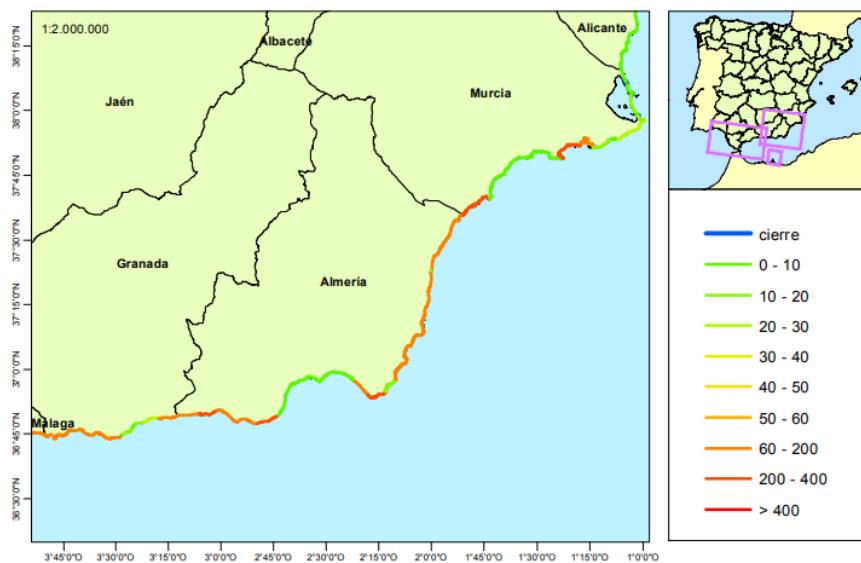 1:2.000.000
Albacete
Alicante
Jaén
Murcia
Granada
Almería
Málaga
38°15'0"N
38°0'0"N
37°45'0"N
37°30'0"N
37°15'0"N
37°0'0"N
36°45'0"N
36°30'0"N
3°45'0"O 3°30'0"O 3°15'0"O 3°0'0"O 2°45'0"O 2°30'0"O 2°15'0"O 2°0'0"O 1°45'0"O 1°30'0"O 1°15'0"O 1°0'0"O
cierre
0 - 10
10 - 20
20 - 30
30 - 40
40 - 50
50 - 60
60 - 200
200 - 400
> 400